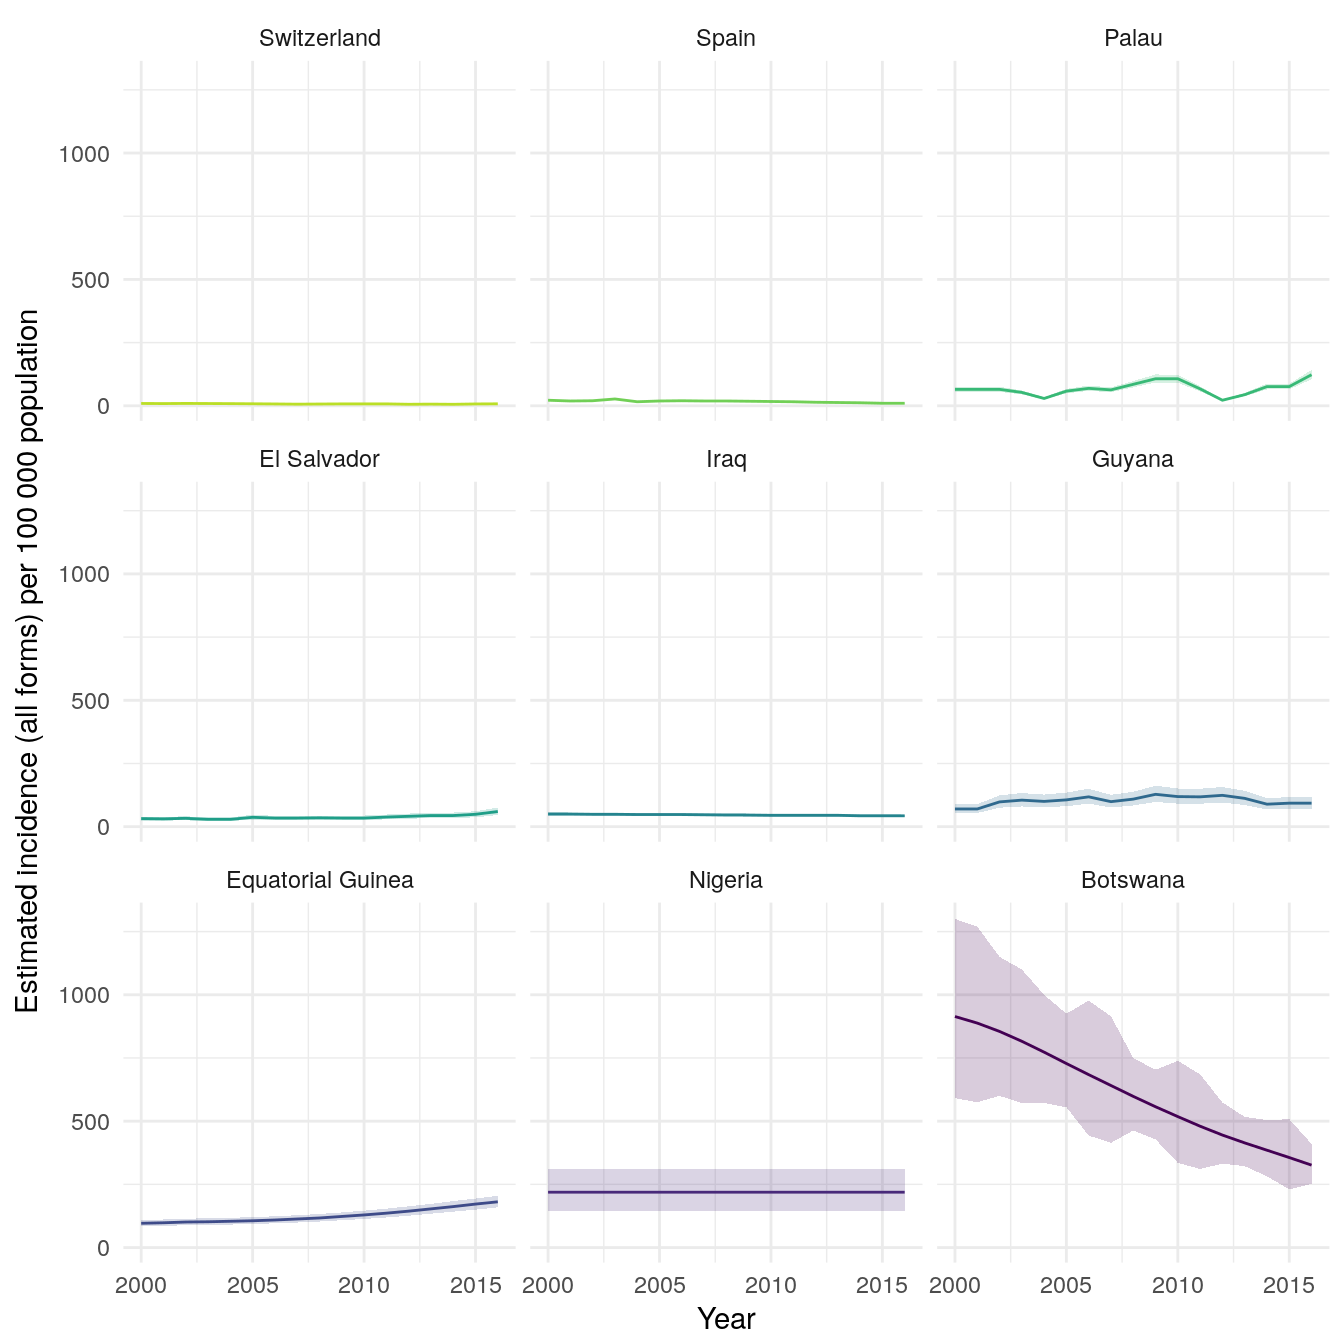 Switzerland
Spain
Palau
1000
500
0
El Salvador
Iraq
Guyana
1000
500
0
Equatorial Guinea
Nigeria
Botswana
1000
500
0
2000 2005 2010 2015
2000 2005 2010 2015
2000 2005 2010 2015
Year
Estimated incidence (all forms) per 100 000 population